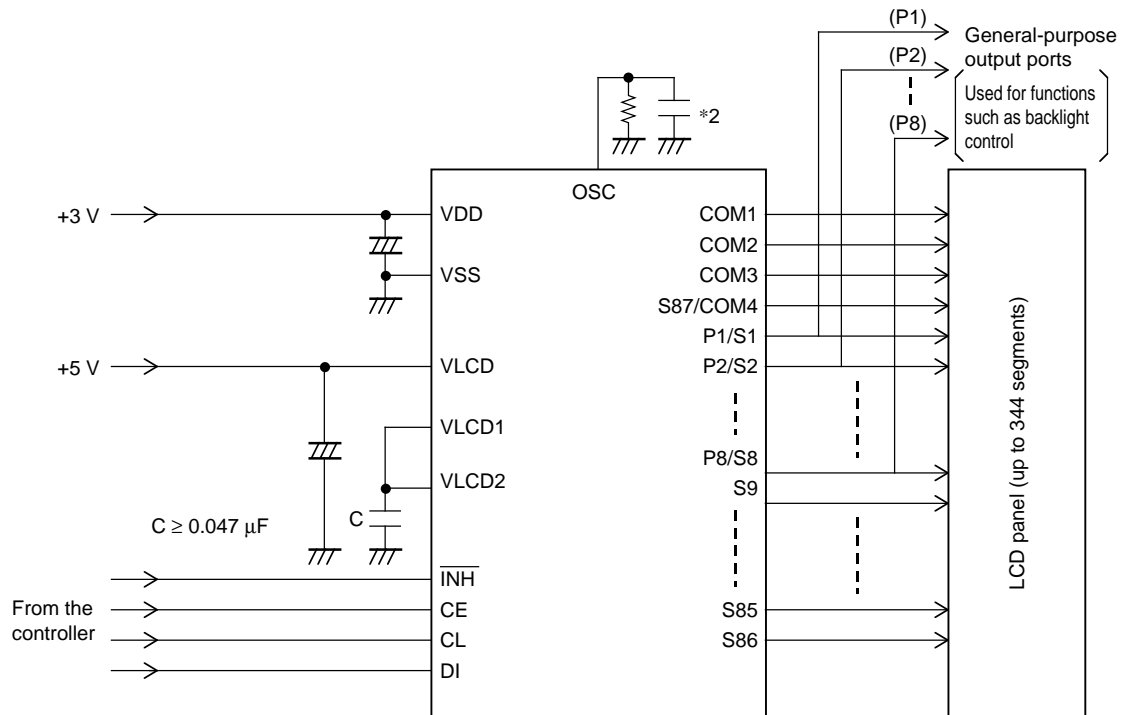 (P1)
General-purpose
output ports
(P2)
Used for functions
such as backlight
control
(P8)
*2
OSC
+3 V
VDD
VSS
+5 V
VLCD
VLCD1
VLCD2
C
C ≥ 0.047 μF
From the
controller
INH
CE
CL
DI
COM1
COM2
COM3
S87/COM4
P1/S1
P2/S2
P8/S8
S9
S85
S86
LCD panel (up to 344 segments)